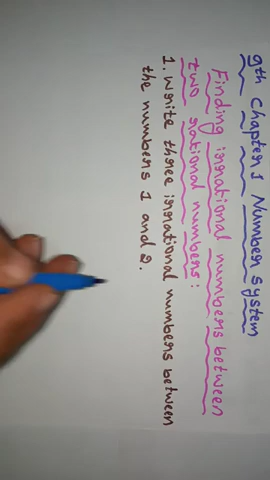 9th Chapter 1 Number system
Finding irrational numbers between
two rational numbers:
1. Write three irrational numbers between
the numbers 1 and 2.